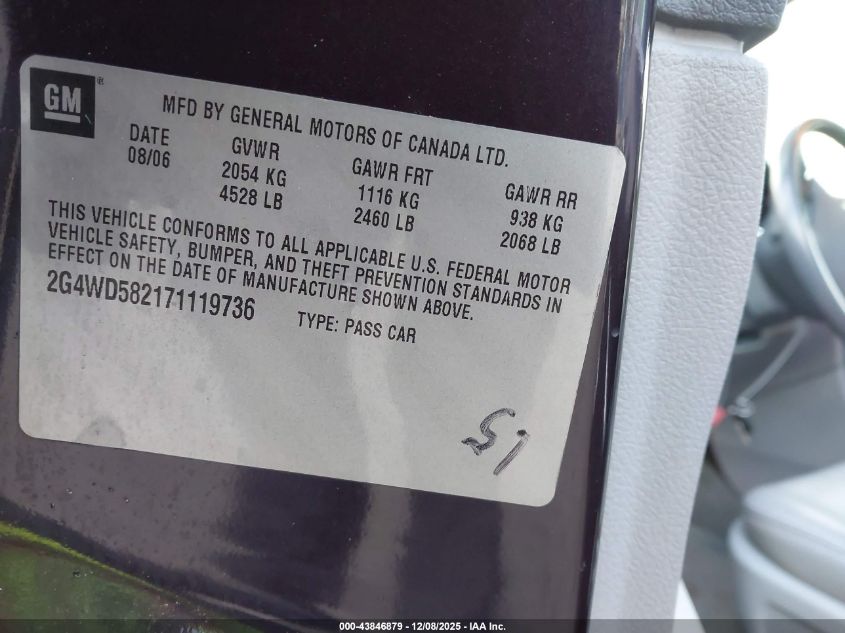 GM®
MFD BY GENERAL MOTORS OF CANADA LTD.
DATE GVWR GAWR FRT GAWR RR
08/06 2054 KG 1116 KG 938 KG
4528 LB 2460 LB 2068 LB
THIS VEHICLE CONFORMS TO ALL APPLICABLE U.S. FEDERAL MOTOR
VEHICLE SAFETY, BUMPER, AND THEFT PREVENTION STANDARDS IN
EFFECT ON THE DATE OF MANUFACTURE SHOWN ABOVE.
2G4WD582171119736 TYPE: PASS CAR
000-43846879 - 12/08/2025 - IAA Inc.